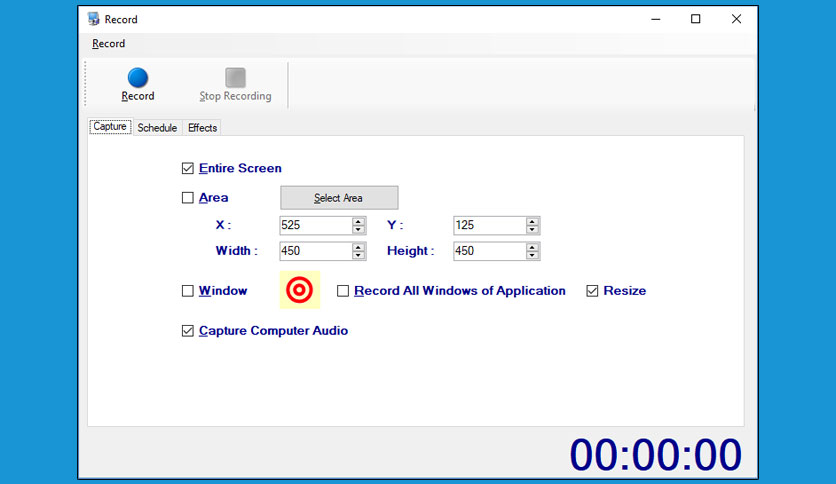 Record
Record
Record Stop Recording
Capture Schedule Effects
Entire Screen
Area Select Area
X : 525 Y : 125
Width : 450 Height : 450
Window Record All Windows of Application Resize
Capture Computer Audio
00:00:00